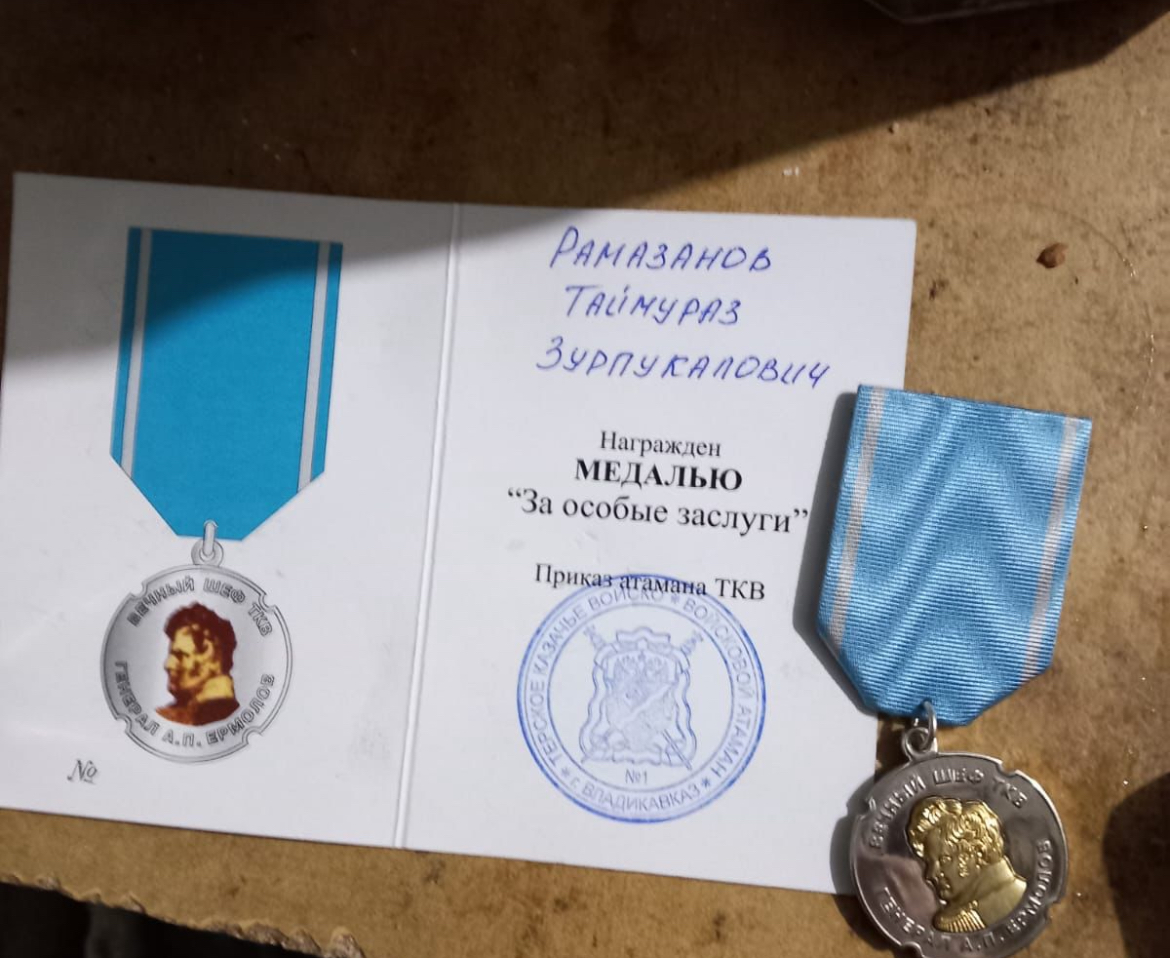 ВЕЧНЫЙ ШЕФ ТКВ
ГЕНЕРАЛ А.П. ЕРМОЛОВ
№
РАМАЗАНОВ
ТАЙМУРАЗ
ЗУРПУКАЛОВИЧ
Награжден
МЕДАЛЬЮ
“За особые заслуги”
Приказ атамана ТКВ
* ТЕРСКОЕ КАЗАЧЬЕ ВОЙСКО * ВОЙСКОВОЙ АТАМАН *
№1
г. ВЛАДИКАВКАЗ
ВЕЧНЫЙ ШЕФ ТКВ
ГЕНЕРАЛ А.П. ЕРМОЛОВ